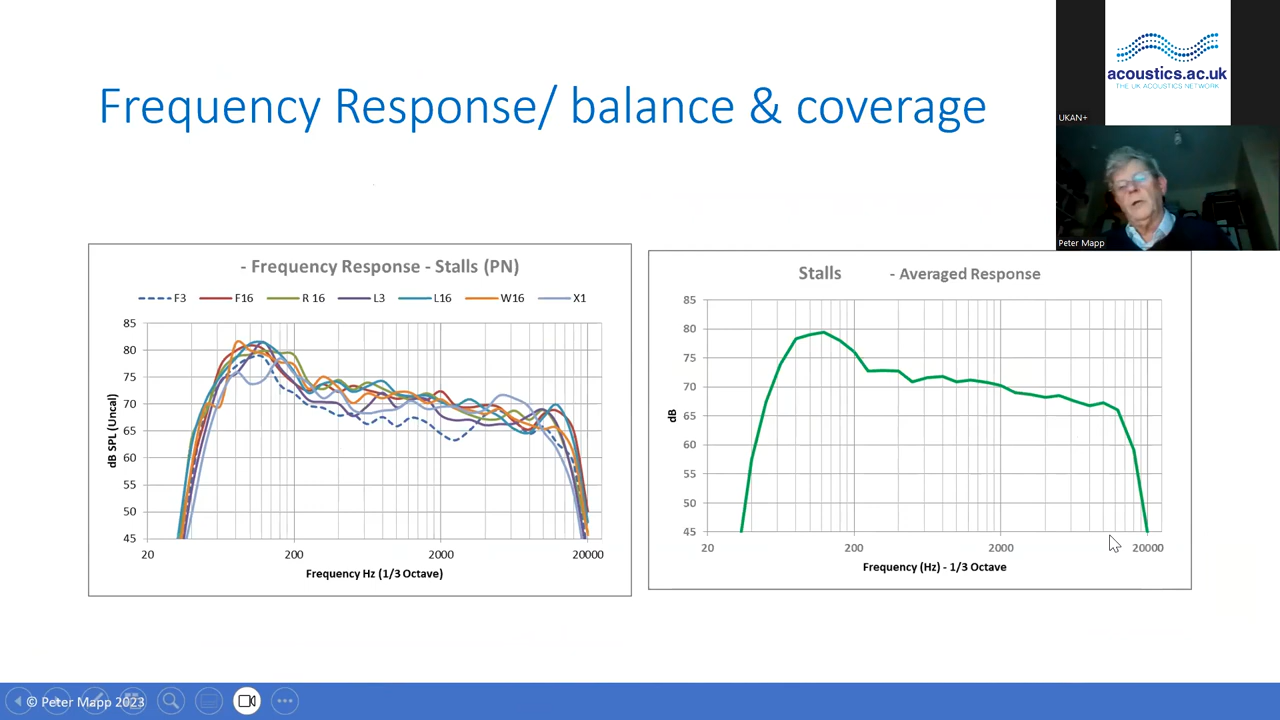 Frequency Response/ balance & coverage
acoustics.ac.uk
THE UK ACOUSTICS NETWORK
UKAN+
Peter Mapp
- Frequency Response - Stalls (PN)
F3 F16 R 16 L3 L16 W16 X1
85
80
75
70
65
60
55
50
45
20 200 2000 20000
dB SPL (Uncal)
Frequency Hz (1/3 Octave)
Stalls - Averaged Response
85
80
75
70
65
60
55
50
45
20 200 2000 20000
dB
Frequency (Hz) - 1/3 Octave
© Peter Mapp 2023